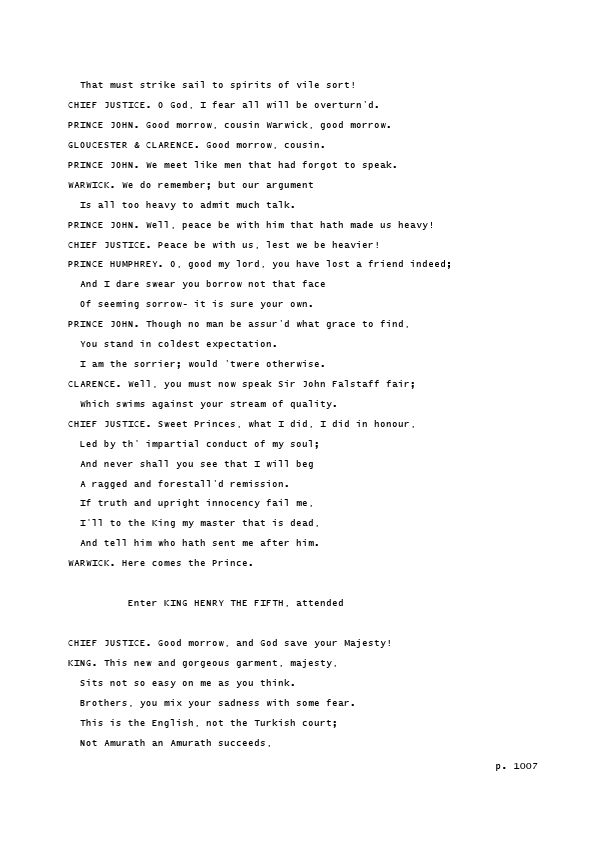 That must strike sail to spirits of vile sort!
CHIEF JUSTICE. O God, I fear all will be overturn'd.
PRINCE JOHN. Good morrow, cousin Warwick, good morrow.
GLOUCESTER & CLARENCE. Good morrow, cousin.
PRINCE JOHN. We meet like men that had forgot to speak.
WARWICK. We do remember; but our argument
Is all too heavy to admit much talk.
PRINCE JOHN. Well, peace be with him that hath made us heavy!
CHIEF JUSTICE. Peace be with us, lest we be heavier!
PRINCE HUMPHREY. O, good my lord, you have lost a friend indeed;
And I dare swear you borrow not that face
Of seeming sorrow- it is sure your own.
PRINCE JOHN. Though no man be assur'd what grace to find,
You stand in coldest expectation.
I am the sorrier; would 'twere otherwise.
CLARENCE. Well, you must now speak Sir John Falstaff fair;
Which swims against your stream of quality.
CHIEF JUSTICE. Sweet Princes, what I did, I did in honour,
Led by th' impartial conduct of my soul;
And never shall you see that I will beg
A ragged and forestall'd remission.
If truth and upright innocency fail me,
I'll to the King my master that is dead,
And tell him who hath sent me after him.
WARWICK. Here comes the Prince.
Enter KING HENRY THE FIFTH, attended
CHIEF JUSTICE. Good morrow, and God save your Majesty!
KING. This new and gorgeous garment, majesty,
Sits not so easy on me as you think.
Brothers, you mix your sadness with some fear.
This is the English, not the Turkish court;
Not Amurath an Amurath succeeds,
p. 1007